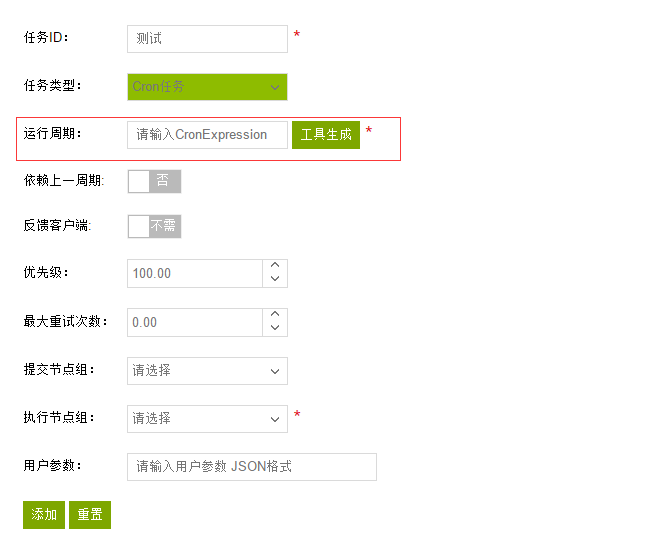 任务ID： 测试 *
任务类型： Cron任务
运行周期： 请输入CronExpression 工具生成 *
依赖上一周期: 否
反馈客户端: 不需
优先级： 100.00
最大重试次数： 0.00
提交节点组： 请选择
执行节点组： 请选择 *
用户参数： 请输入用户参数 JSON格式
添加 重置